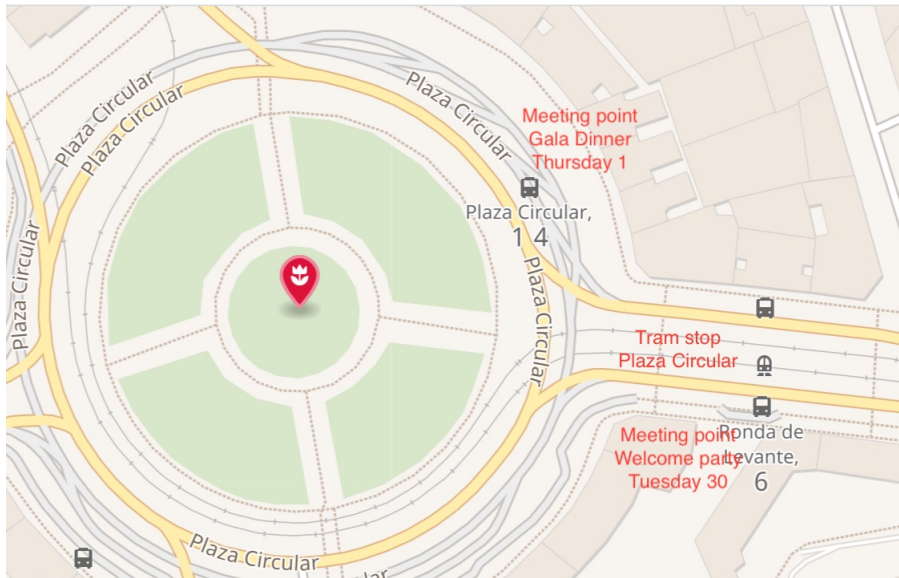 Plaza Circular
Plaza Circular
Plaza Circular
Meeting point
Gala Dinner
Thursday 1
Plaza Circular,
1 4
Plaza Circular
Plaza Circular
Tram stop
Plaza Circular
Meeting point
Welcome party
Tuesday 30
Ronda de
Levante,
6
Plaza Circular